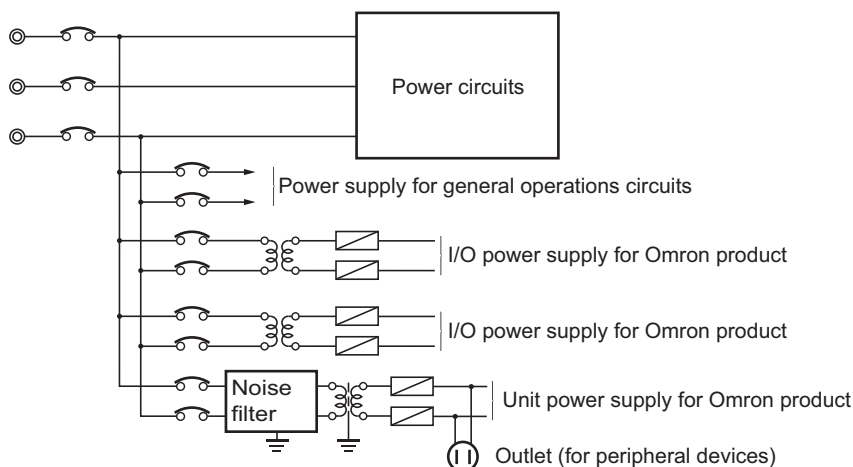 Power circuits
Power supply for general operations circuits
I/O power supply for Omron product
I/O power supply for Omron product
Noise
filter
Unit power supply for Omron product
Outlet (for peripheral devices)